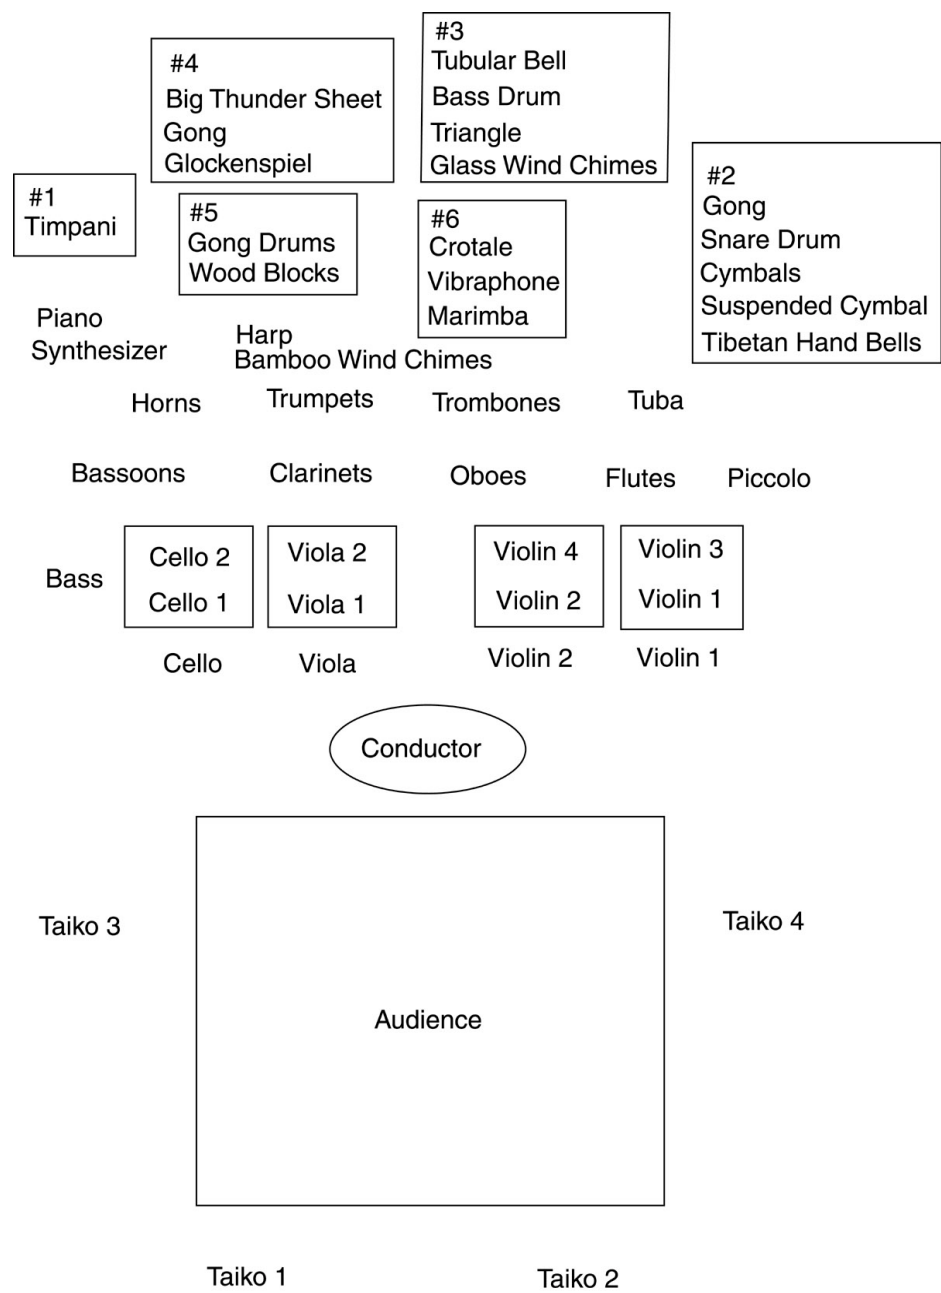 #4
Big Thunder Sheet
Gong
Glockenspiel
#3
Tubular Bell
Bass Drum
Triangle
Glass Wind Chimes
#1
Timpani
#5
Gong Drums
Wood Blocks
#6
Crotale
Vibraphone
Marimba
#2
Gong
Snare Drum
Cymbals
Suspended Cymbal
Tibetan Hand Bells
Piano
Synthesizer
Harp
Bamboo Wind Chimes
Horns
Trumpets
Trombones
Tuba
Bassoons
Clarinets
Oboes
Flutes
Piccolo
Bass
Cello 2
Cello 1
Viola 2
Viola 1
Violin 4
Violin 2
Violin 3
Violin 1
Cello
Viola
Violin 2
Violin 1
Conductor
Taiko 3
Taiko 4
Audience
Taiko 1
Taiko 2